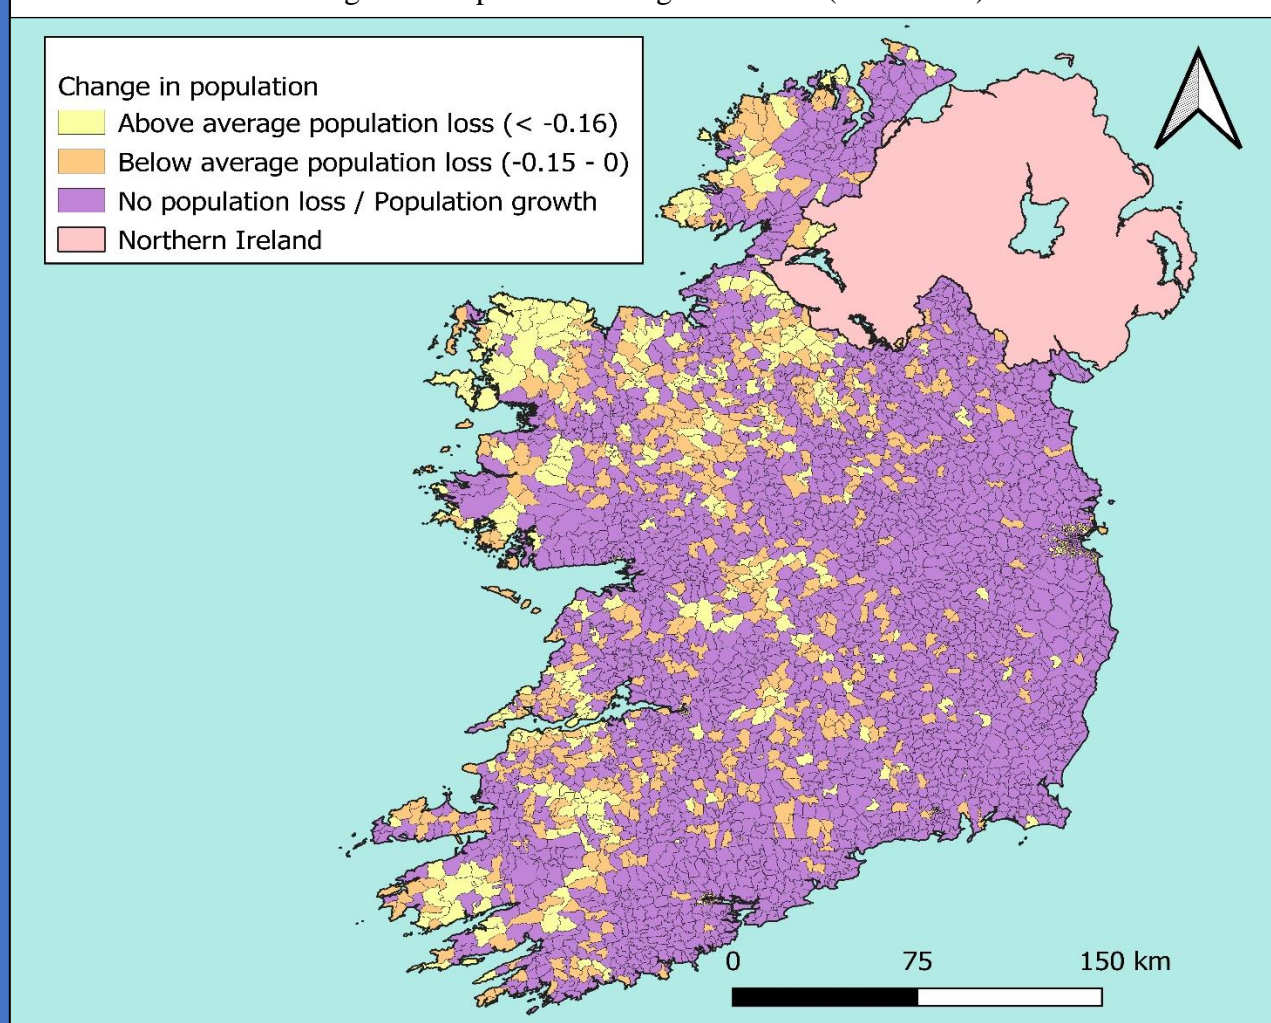 Change in population
Above average population loss (< -0.16)
Below average population loss (-0.15 - 0)
No population loss / Population growth
Northern Ireland
0 75 150 km